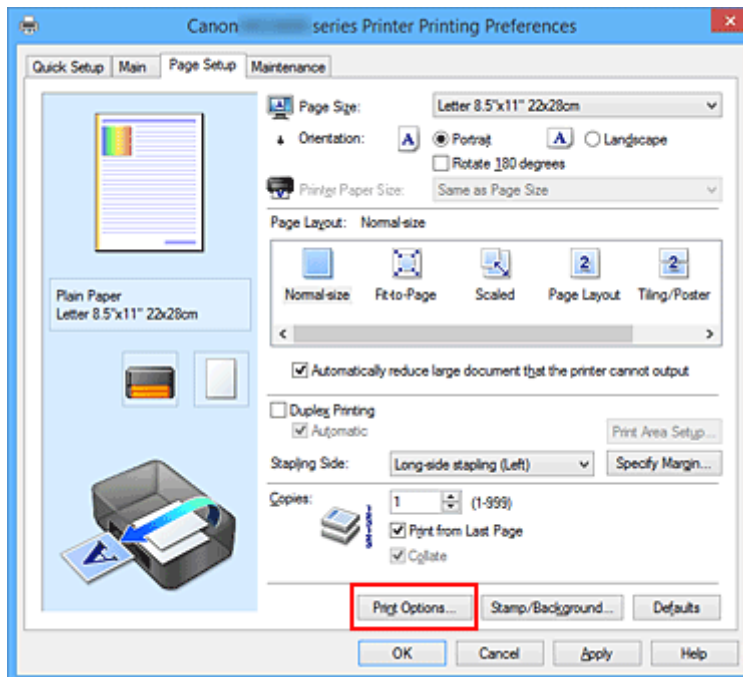 Canon series Printer Printing Preferences
Quick Setup Main Page Setup Maintenance
Page Size: Letter 8.5"x11" 22x28cm
Orientation: A Portrait A Landscape
Rotate 180 degrees
Printer Paper Size: Same as Page Size
Page Layout: Normal-size
2 2
Normal-size Fit-to-Page Scaled Page Layout Tiling/Poster
Plain Paper
Letter 8.5"x11" 22x28cm
Automatically reduce large document that the printer cannot output
Duplex Printing
Automatic Print Area Setup...
Stapling Side: Long-side stapling (Left) Specify Margin...
Copies: 1 (1-999)
Print from Last Page
Collate
A
Print Options... Stamp/Background... Defaults
OK Cancel Apply Help